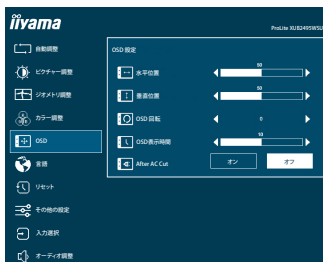 iiyama
ProLite XUB2495WSU
自動調整
ピクチャー調整
ジオメトリ調整
カラー調整
OSD
言語
リセット
その他の設定
入力選択
オーディオ調整
OSD 設定
水平位置 50
垂直位置 50
OSD 回転 0
OSD表示時間 10
After AC Cut オン オフ